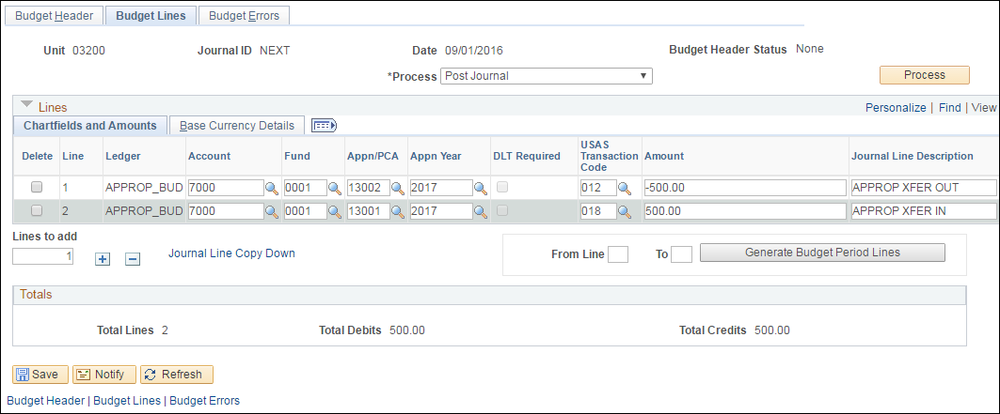 Budget Header Budget Lines Budget Errors
Unit 03200 Journal ID NEXT Date 09/01/2016 Budget Header Status None
*Process Post Journal Process
Lines Personalize | Find | View
Chartfields and Amounts Base Currency Details
Delete Line Ledger Account Fund Appn/PCA Appn Year DLT Required USAS Transaction Code Amount Journal Line Description
1 APPROP_BUD 7000 0001 13002 2017 012 -500.00 APPROP XFER OUT
2 APPROP_BUD 7000 0001 13001 2017 018 500.00 APPROP XFER IN
Lines to add
1 Journal Line Copy Down From Line To Generate Budget Period Lines
Totals
Total Lines 2 Total Debits 500.00 Total Credits 500.00
Save Notify Refresh
Budget Header | Budget Lines | Budget Errors